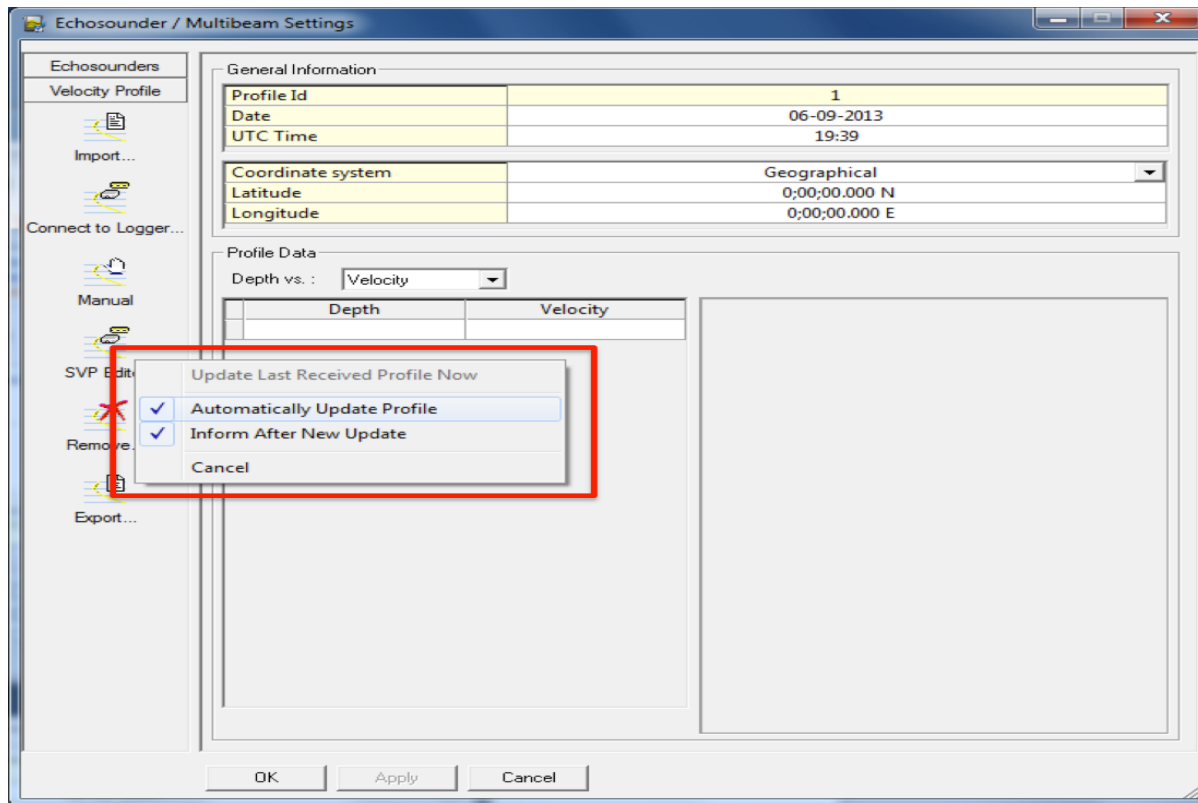 Echosounder / Multibeam Settings
Echosounders
Velocity Profile
Import...
Connect to Logger...
Manual
SVP Edit
Remove.
Export...
General Information
Profile Id 1
Date 06-09-2013
UTC Time 19:39
Coordinate system Geographical
Latitude 0;00;00.000 N
Longitude 0;00;00.000 E
Profile Data
Depth vs. : Velocity
Depth Velocity
Update Last Received Profile Now
Automatically Update Profile
Inform After New Update
Cancel
OK Apply Cancel